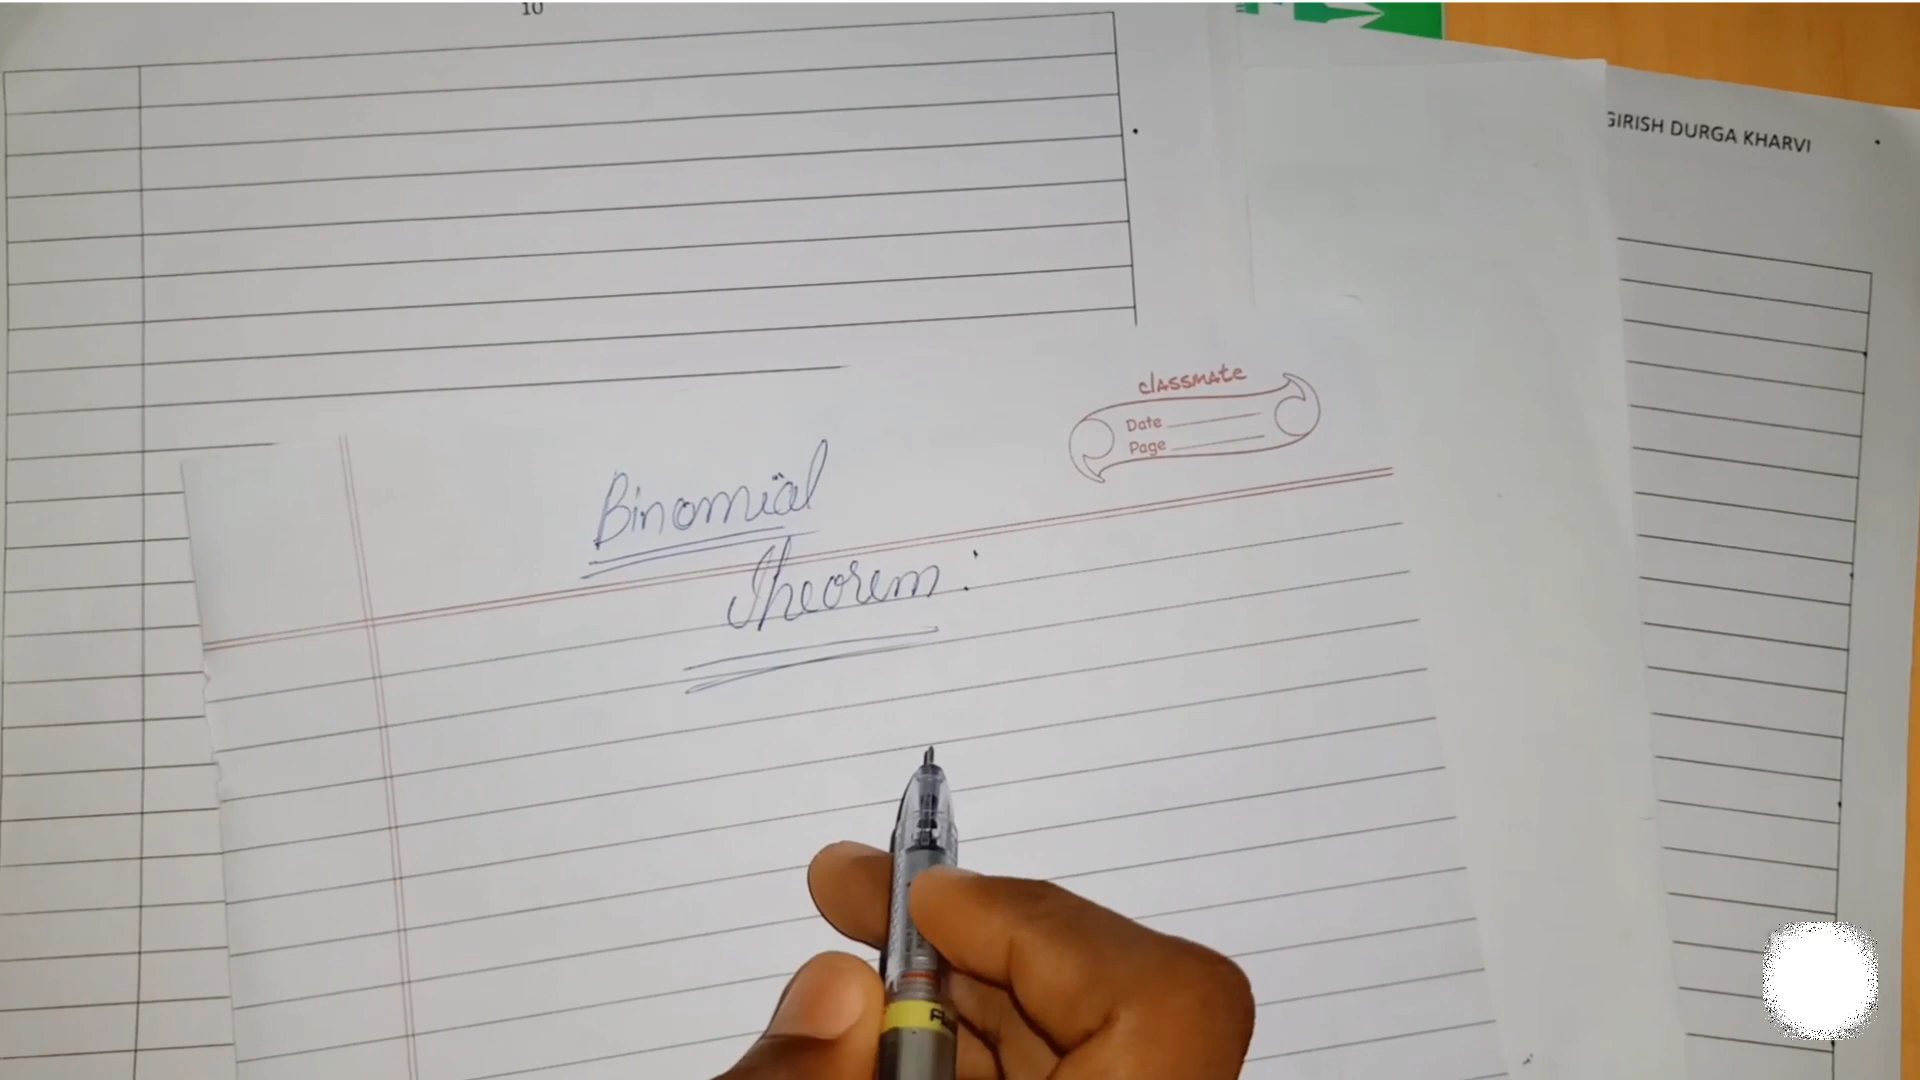 10
GIRISH DURGA KHARVI
classmate
Date
Page
Binomial
Theorem :